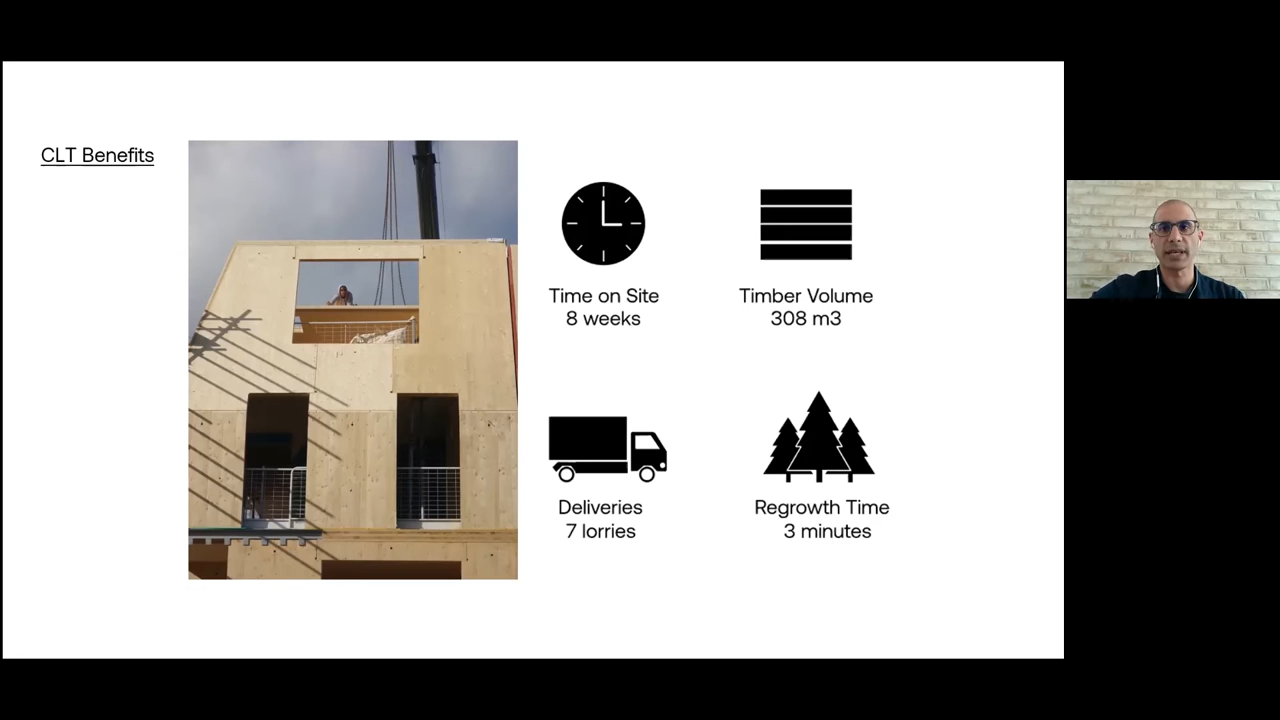 CLT Benefits
Time on Site
8 weeks
Timber Volume
308 m3
Deliveries
7 lorries
Regrowth Time
3 minutes